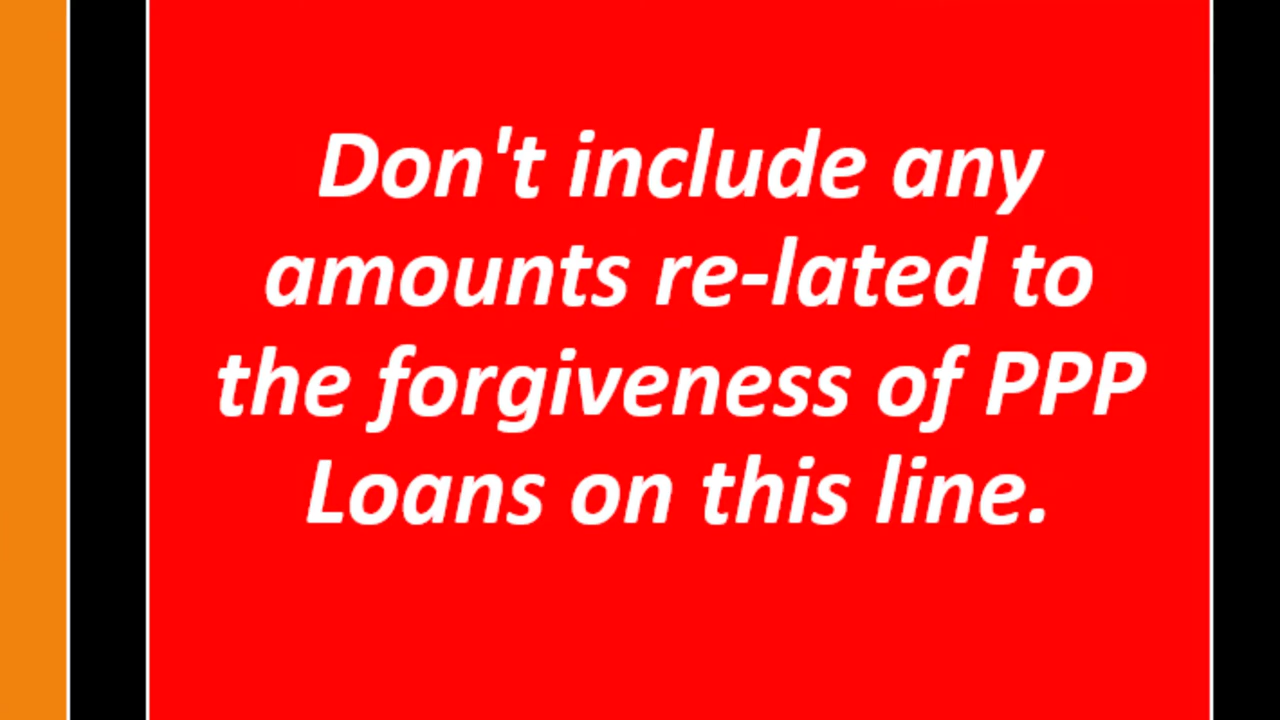 Don't include any
amounts re-lated to
the forgiveness of PPP
Loans on this line.